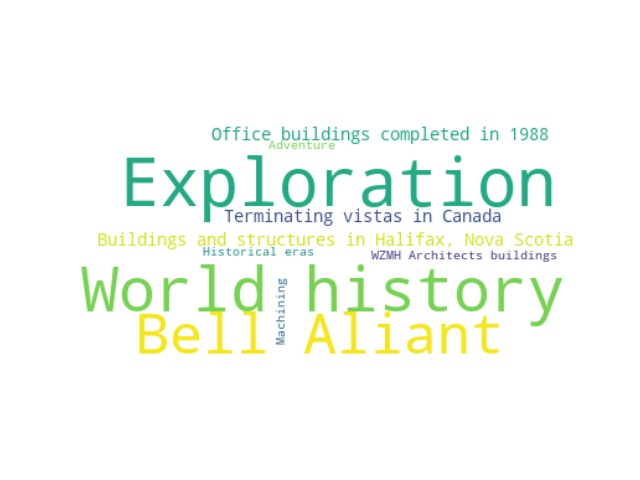 Office buildings completed in 1988
Adventure
Exploration
Terminating vistas in Canada
Buildings and structures in Halifax, Nova Scotia
Historical eras
WZMH Architects buildings
World history
Machining
Bell Aliant